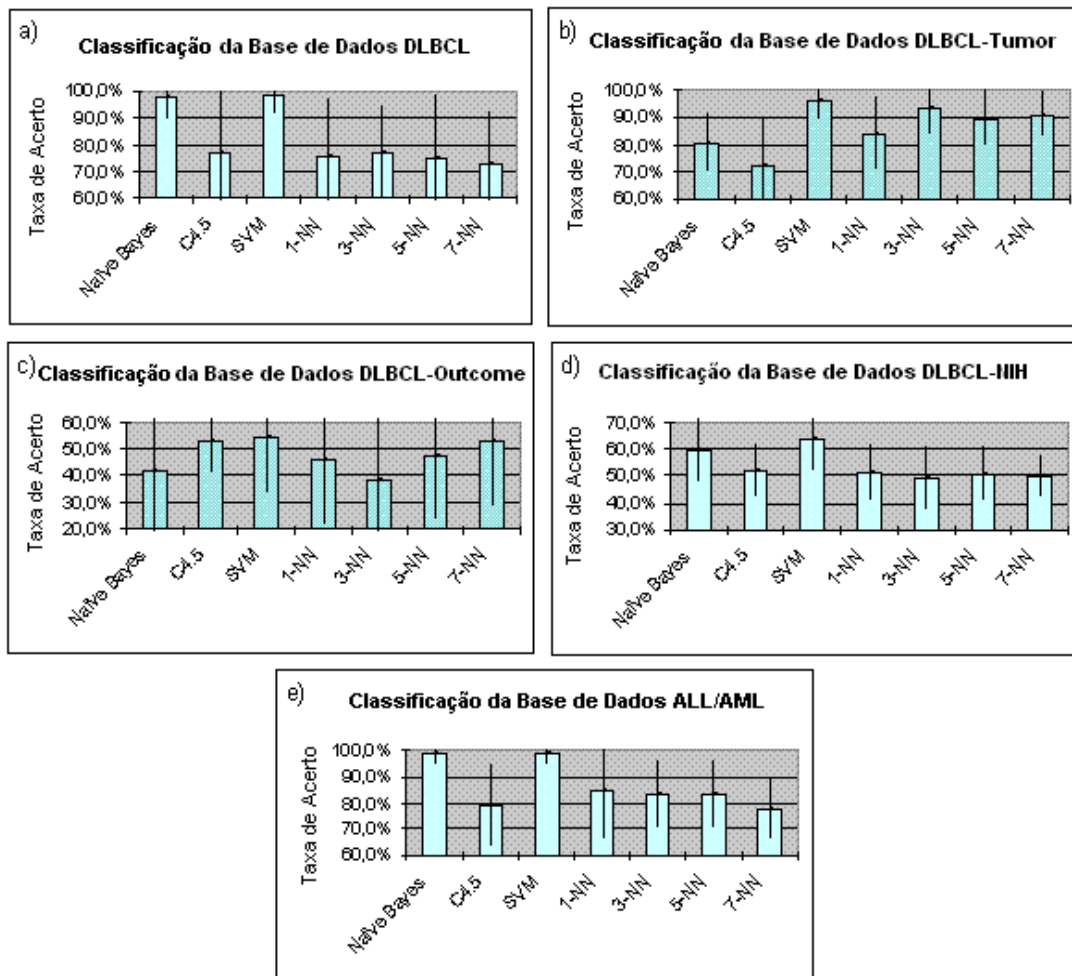 a)
Classificação da Base de Dados DLBCL
Taxa de Acerto
100,0%
90,0%
80,0%
70,0%
60,0%
Naïve Bayes
C4.5
SVM
1-NN
3-NN
5-NN
7-NN
b)
Classificação da Base de Dados DLBCL-Tumor
Taxa de Acerto
100,0%
90,0%
80,0%
70,0%
60,0%
Naïve Bayes
C4.5
SVM
1-NN
3-NN
5-NN
7-NN
c)
Classificação da Base de Dados DLBCL-Outcome
Taxa de Acerto
60,0%
50,0%
40,0%
30,0%
20,0%
Naïve Bayes
C4.5
SVM
1-NN
3-NN
5-NN
7-NN
d)
Classificação da Base de Dados DLBCL-NIH
Taxa de Acerto
70,0%
60,0%
50,0%
40,0%
30,0%
Naïve Bayes
C4.5
SVM
1-NN
3-NN
5-NN
7-NN
e)
Classificação da Base de Dados ALL/AML
Taxa de Acerto
100,0%
90,0%
80,0%
70,0%
60,0%
Naïve Bayes
C4.5
SVM
1-NN
3-NN
5-NN
7-NN